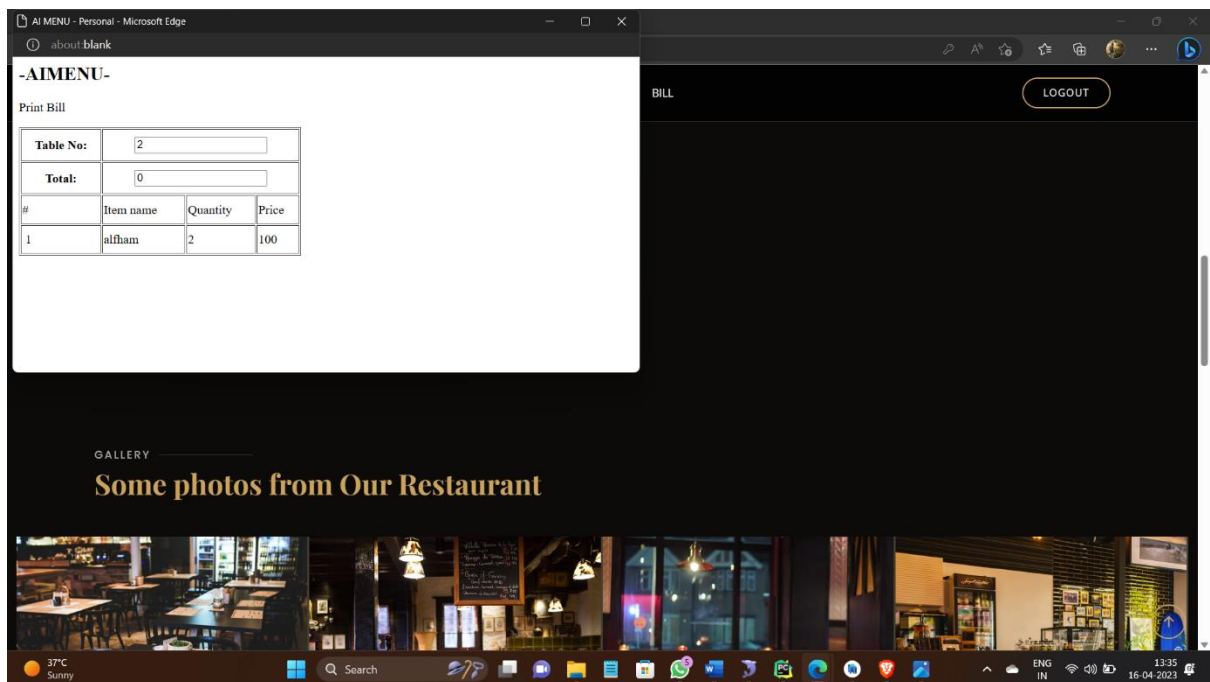 AI MENU - Personal - Microsoft Edge
about:blank
-AIMENU-
Print Bill
Table No: 2
Total: 0
# Item name Quantity Price
1 alfham 2 100
BILL
LOGOUT
GALLERY
Some photos from Our Restaurant
37°C
Sunny
Search
ENG
IN
13:35
16-04-2023